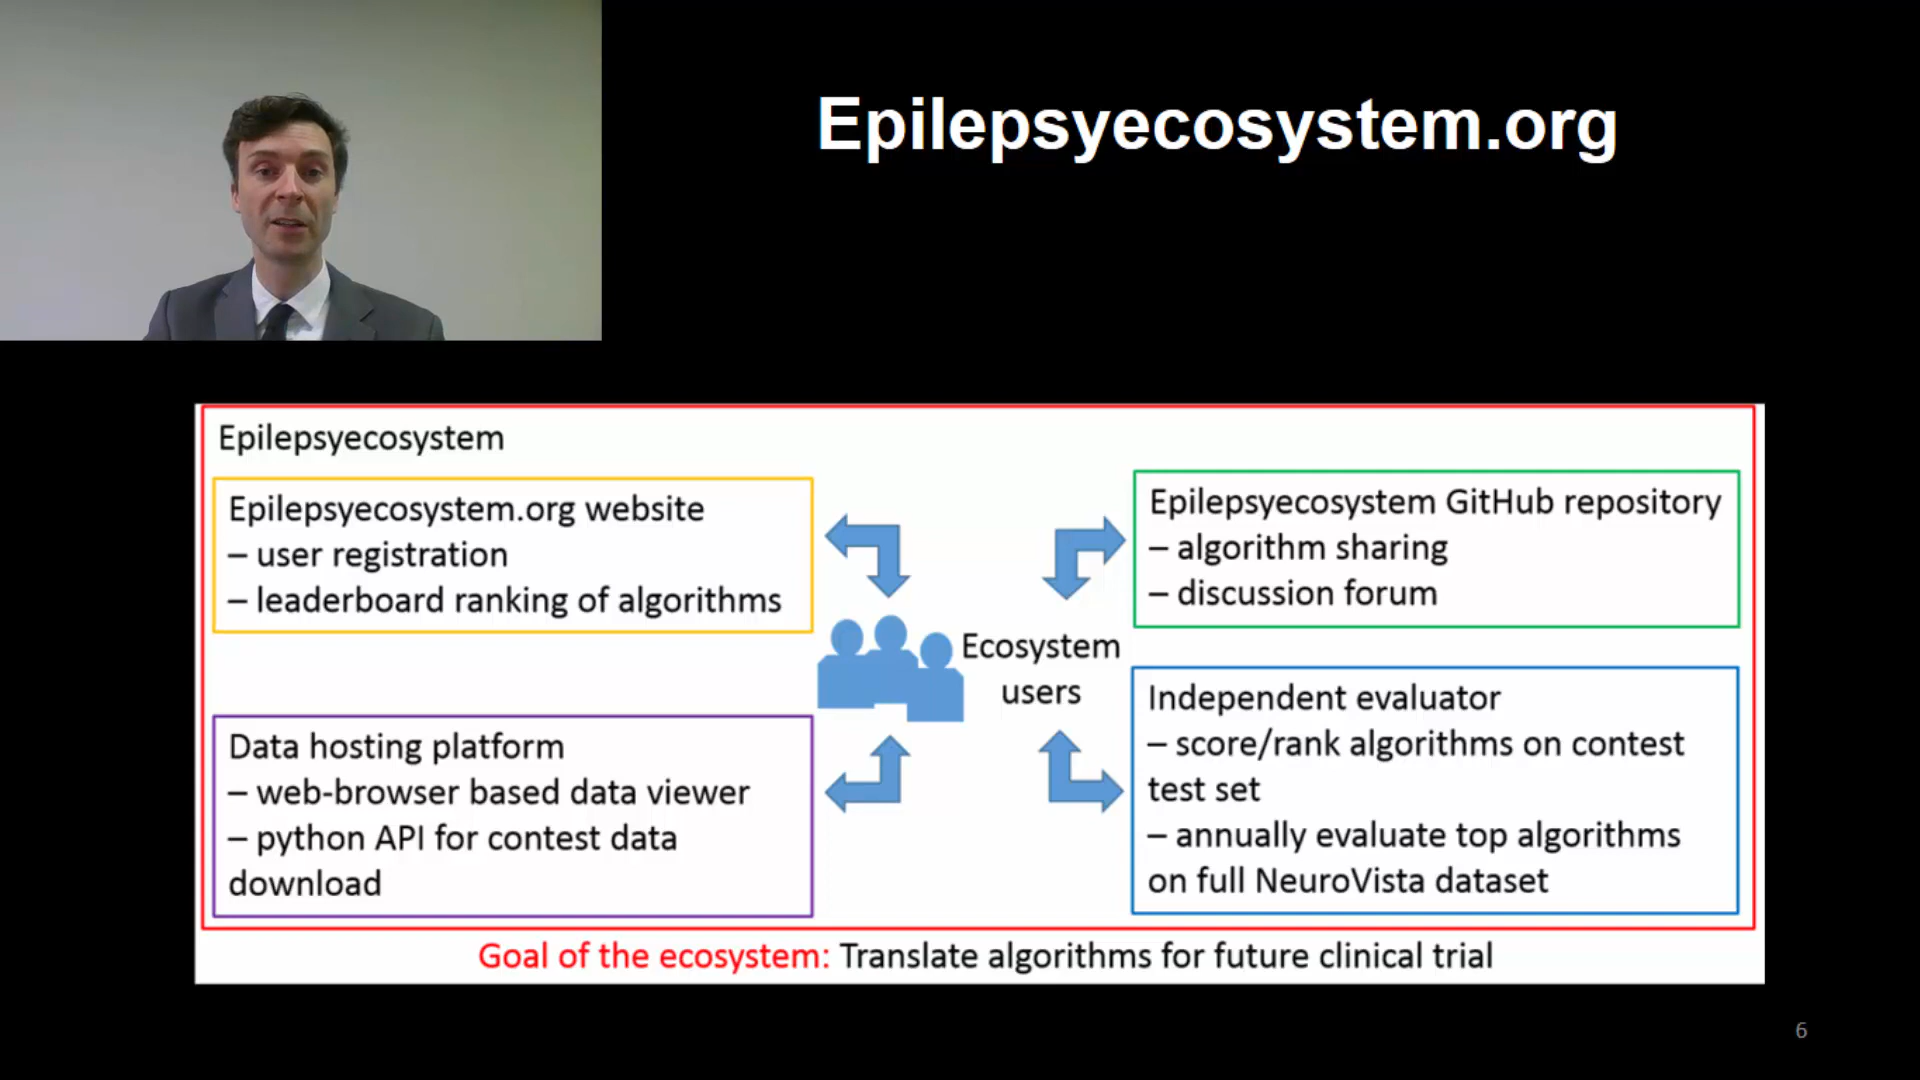 Epilepsyecosystem.org
Epilepsyecosystem
Epilepsyecosystem.org website
– user registration
– leaderboard ranking of algorithms
Epilepsyecosystem GitHub repository
– algorithm sharing
– discussion forum
Ecosystem
users
Data hosting platform
– web-browser based data viewer
– python API for contest data
download
Independent evaluator
– score/rank algorithms on contest
test set
– annually evaluate top algorithms
on full NeuroVista dataset
Goal of the ecosystem: Translate algorithms for future clinical trial
6